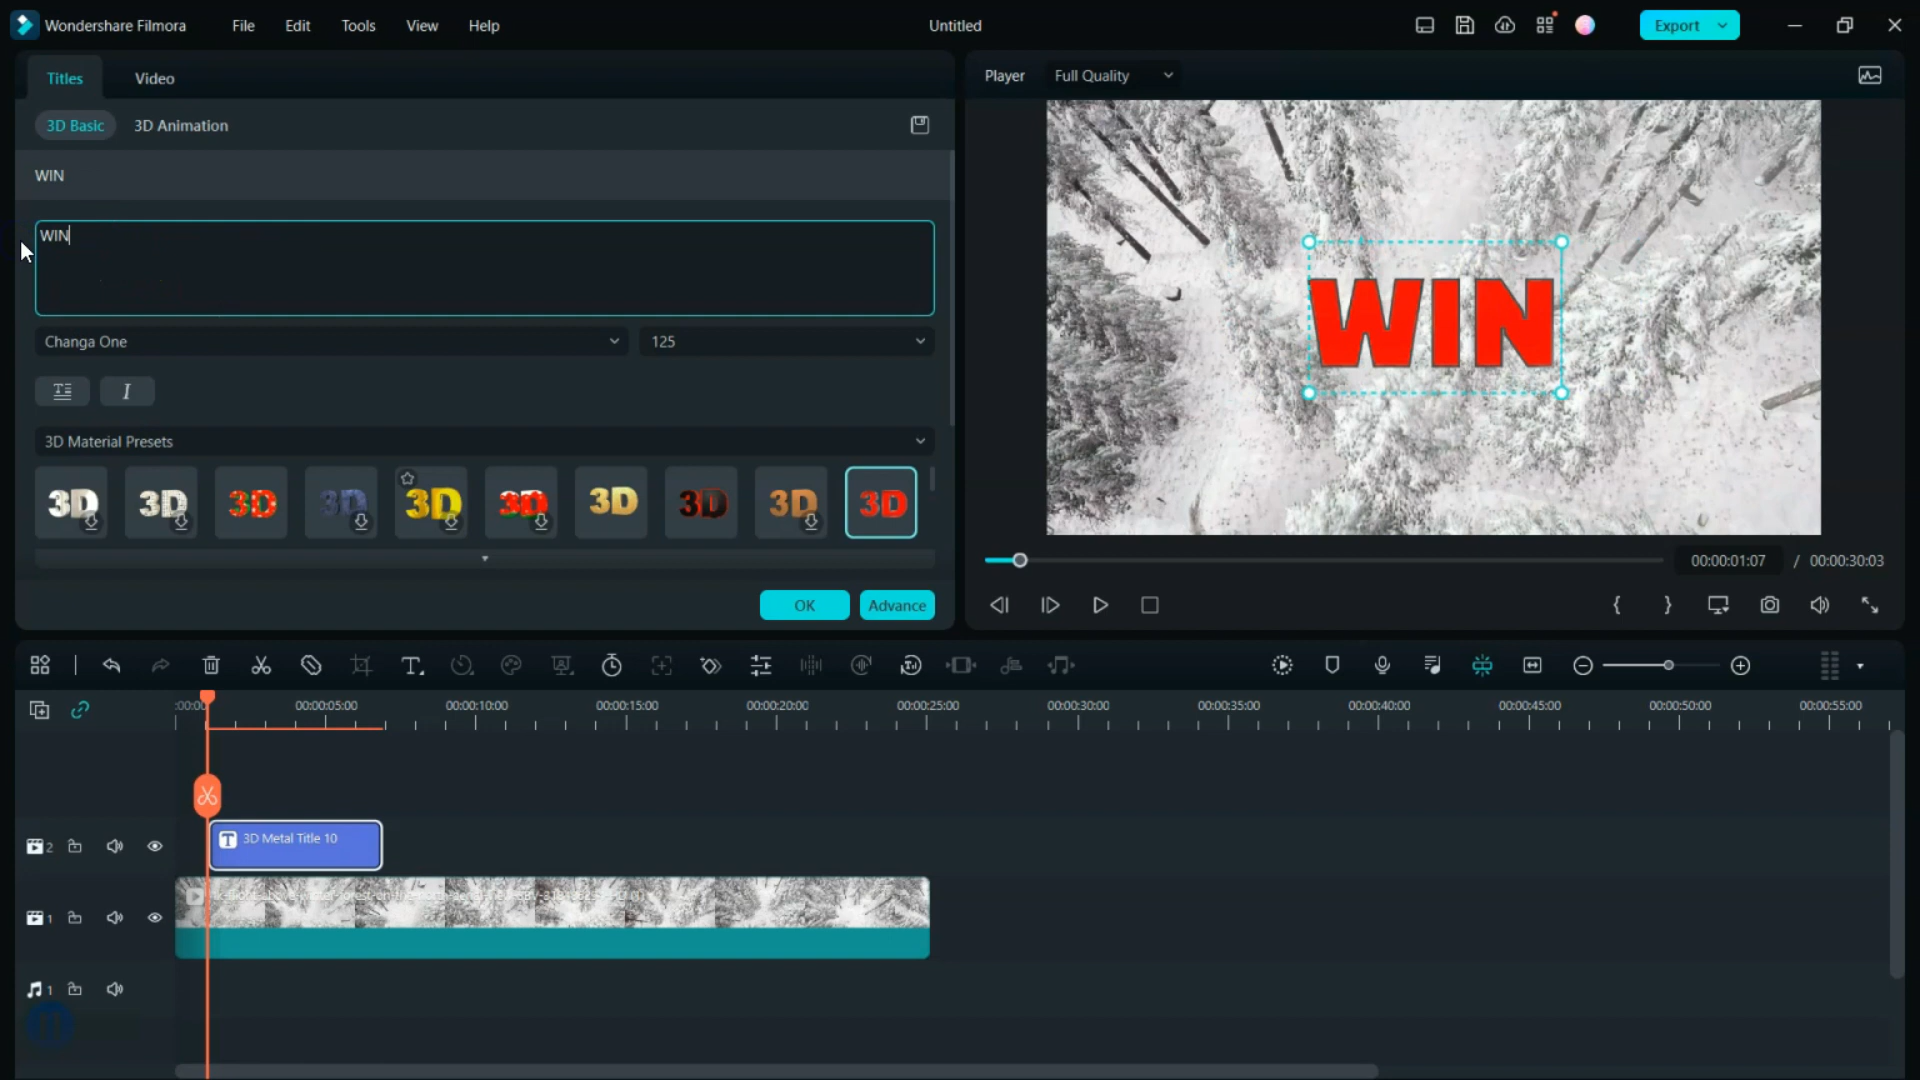 Wondershare Filmora
File
Edit
Tools
View
Help
Untitled
Export
Titles
Video
Player
Full Quality
3D Basic
3D Animation
WIN
WIN
WIN
Changa One
125
3D Material Presets
3D
3D
3D
3D
3D
3D
3D
3D
3D
3D
OK
Advance
00:00:01:07
/
00:00:30:03
:00:00
00:00:05:00
00:00:10:00
00:00:15:00
00:00:20:00
00:00:25:00
00:00:30:00
00:00:35:00
00:00:40:00
00:00:45:00
00:00:50:00
00:00:55:00
2
3D Metal Title 10
1
1